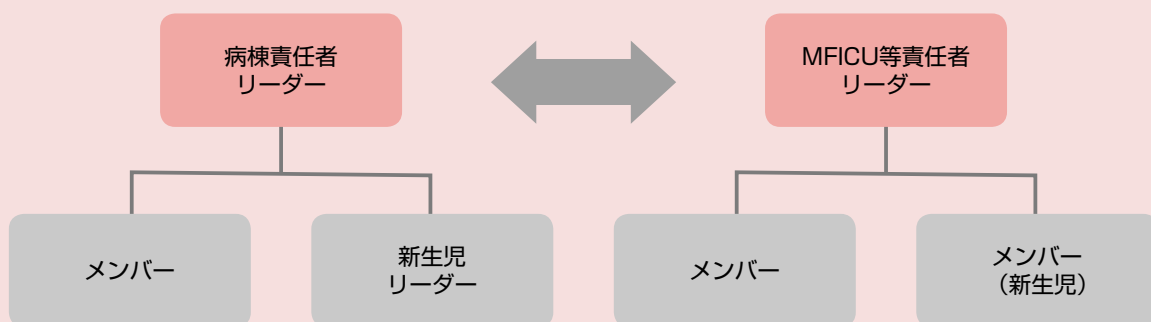 病棟責任者
リーダー
MFICU等責任者
リーダー
メンバー
新生児
リーダー
メンバー
メンバー
（新生児）